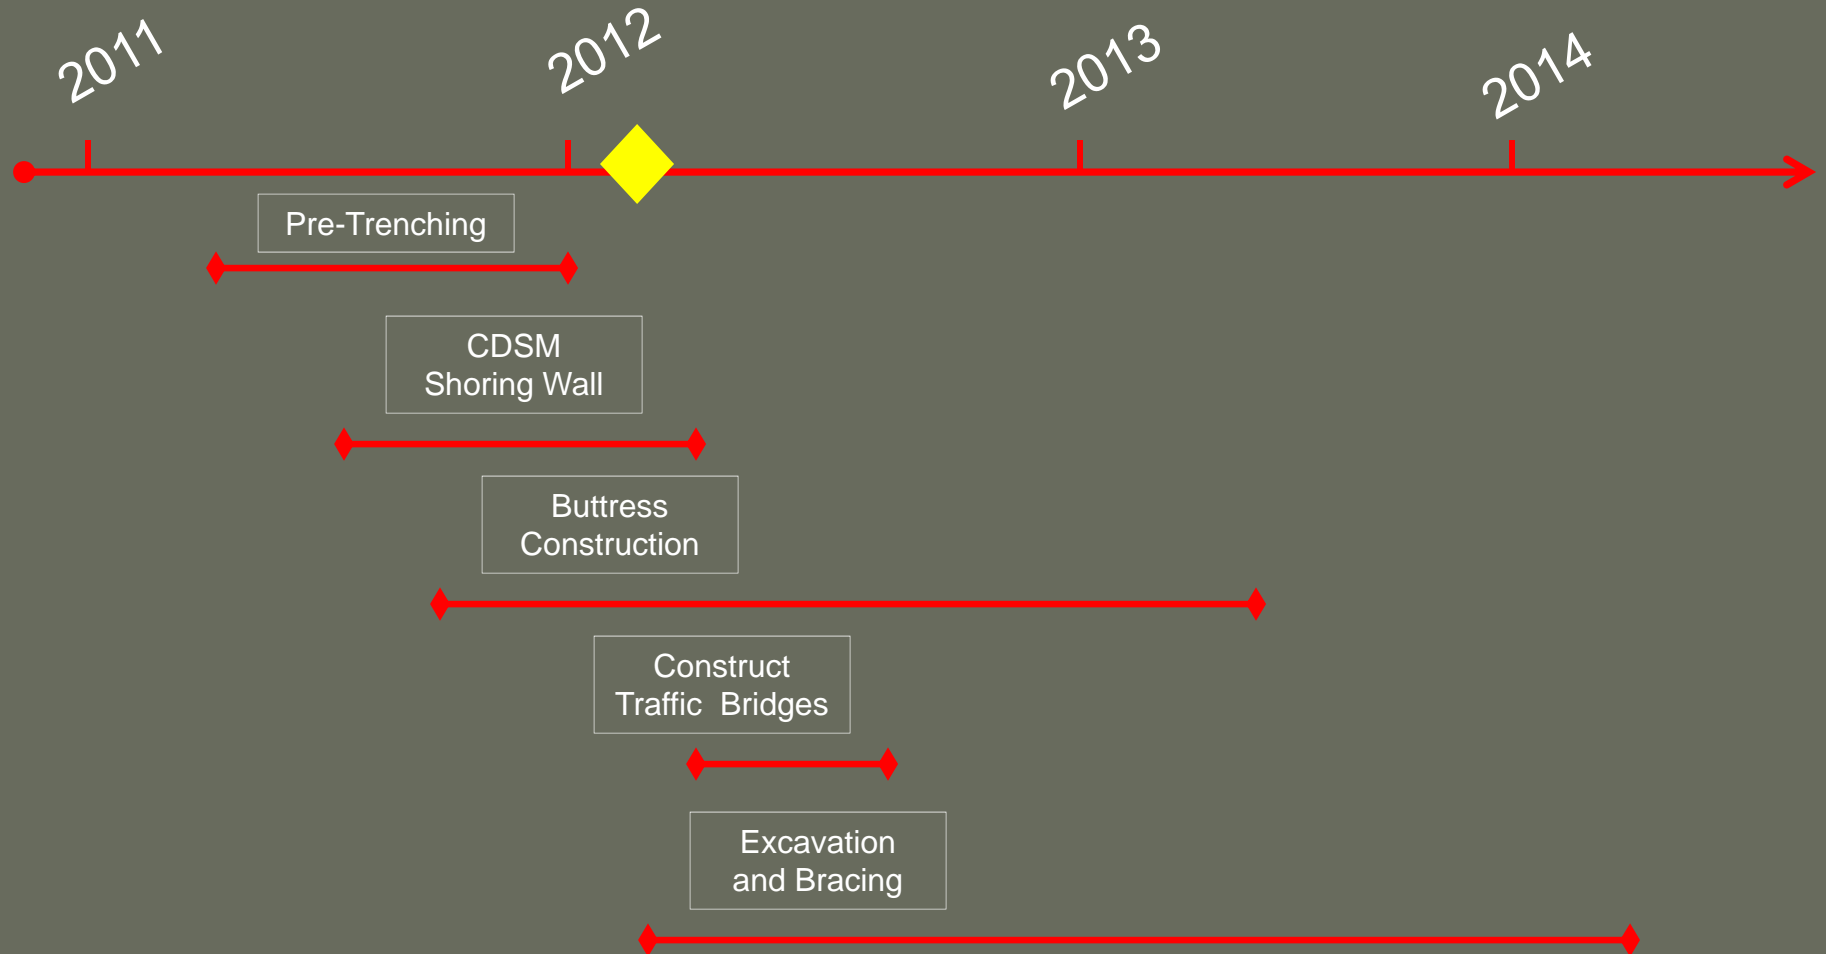 2011
2012
2013
2014
Pre-Trenching
CDSM
Shoring Wall
Buttress
Construction
Construct
Traffic  Bridges
Excavation
and Bracing